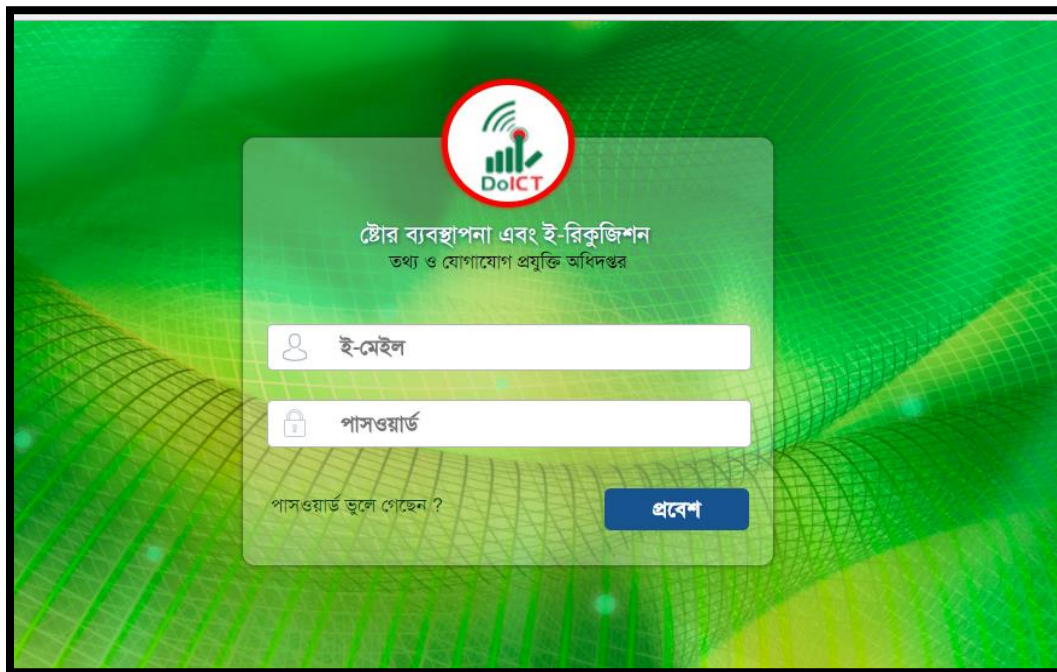 DoICT
ষ্টোর ব্যবস্থাপনা এবং ই-রিকুজিশন
তথ্য ও যোগাযোগ প্রযুক্তি অধিদপ্তর
ই-মেইল
পাসওয়ার্ড
পাসওয়ার্ড ভুলে গেছেন ?
প্রবেশ